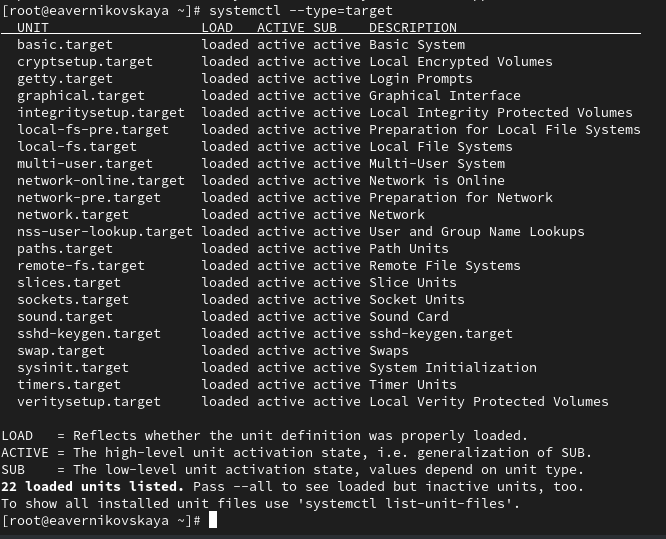 [root@eavernikovskaya ~]# systemctl --type=target
  UNIT                   LOAD   ACTIVE SUB    DESCRIPTION
  basic.target           loaded active active Basic System
  cryptsetup.target      loaded active active Local Encrypted Volumes
  getty.target           loaded active active Login Prompts
  graphical.target       loaded active active Graphical Interface
  integritysetup.target  loaded active active Local Integrity Protected Volumes
  local-fs-pre.target    loaded active active Preparation for Local File Systems
  local-fs.target        loaded active active Local File Systems
  multi-user.target      loaded active active Multi-User System
  network-online.target  loaded active active Network is Online
  network-pre.target     loaded active active Preparation for Network
  network.target         loaded active active Network
  nss-user-lookup.target loaded active active User and Group Name Lookups
  paths.target           loaded active active Path Units
  remote-fs.target       loaded active active Remote File Systems
  slices.target          loaded active active Slice Units
  sockets.target         loaded active active Socket Units
  sound.target           loaded active active Sound Card
  sshd-keygen.target     loaded active active sshd-keygen.target
  swap.target            loaded active active Swaps
  sysinit.target         loaded active active System Initialization
  timers.target          loaded active active Timer Units
  veritysetup.target     loaded active active Local Verity Protected Volumes

LOAD   = Reflects whether the unit definition was properly loaded.
ACTIVE = The high-level unit activation state, i.e. generalization of SUB.
SUB    = The low-level unit activation state, values depend on unit type.
22 loaded units listed. Pass --all to see loaded but inactive units, too.
To show all installed unit files use 'systemctl list-unit-files'.
[root@eavernikovskaya ~]#